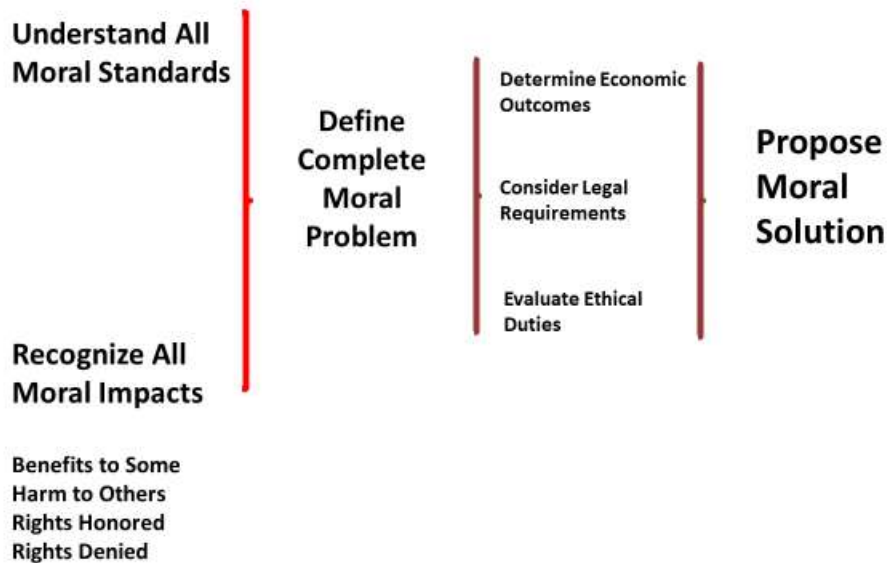 Understand All
Moral Standards
Recognize All
Moral Impacts
Benefits to Some
Harm to Others
Rights Honored
Rights Denied
Define
Complete
Moral
Problem
Determine Economic
Outcomes
Consider Legal
Requirements
Evaluate Ethical
Duties
Propose
Moral
Solution